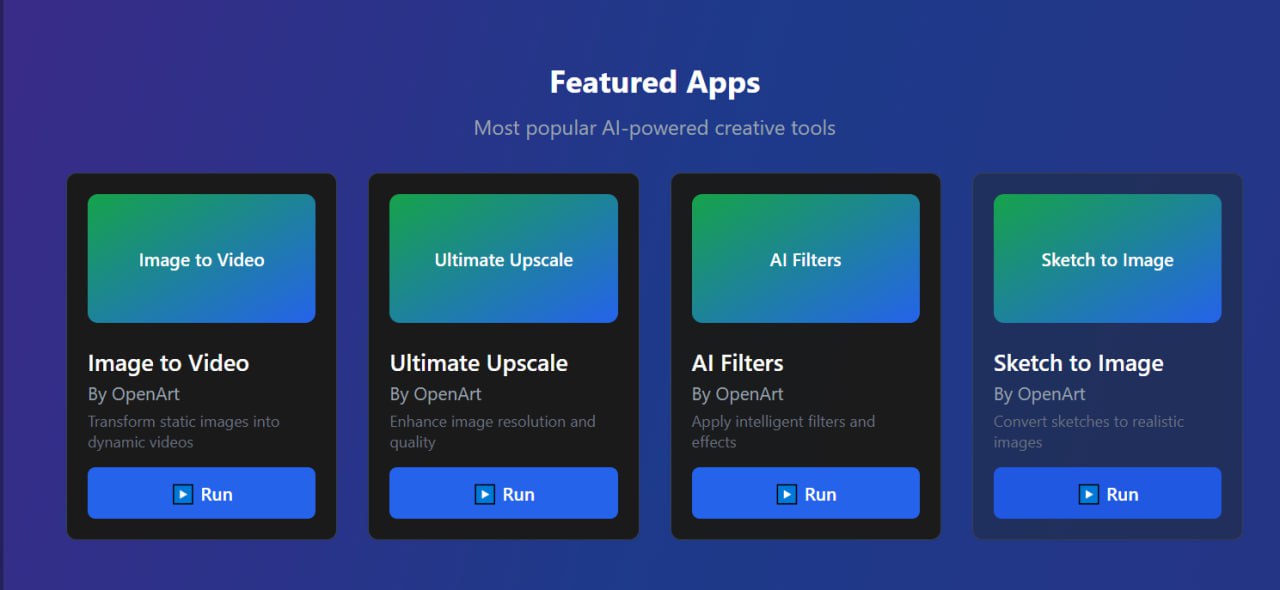 Featured Apps
Most popular AI-powered creative tools
Image to Video
Image to Video
By OpenArt
Transform static images into
dynamic videos
Run
Ultimate Upscale
Ultimate Upscale
By OpenArt
Enhance image resolution and
quality
Run
AI Filters
AI Filters
By OpenArt
Apply intelligent filters and
effects
Run
Sketch to Image
Sketch to Image
By OpenArt
Convert sketches to realistic
images
Run